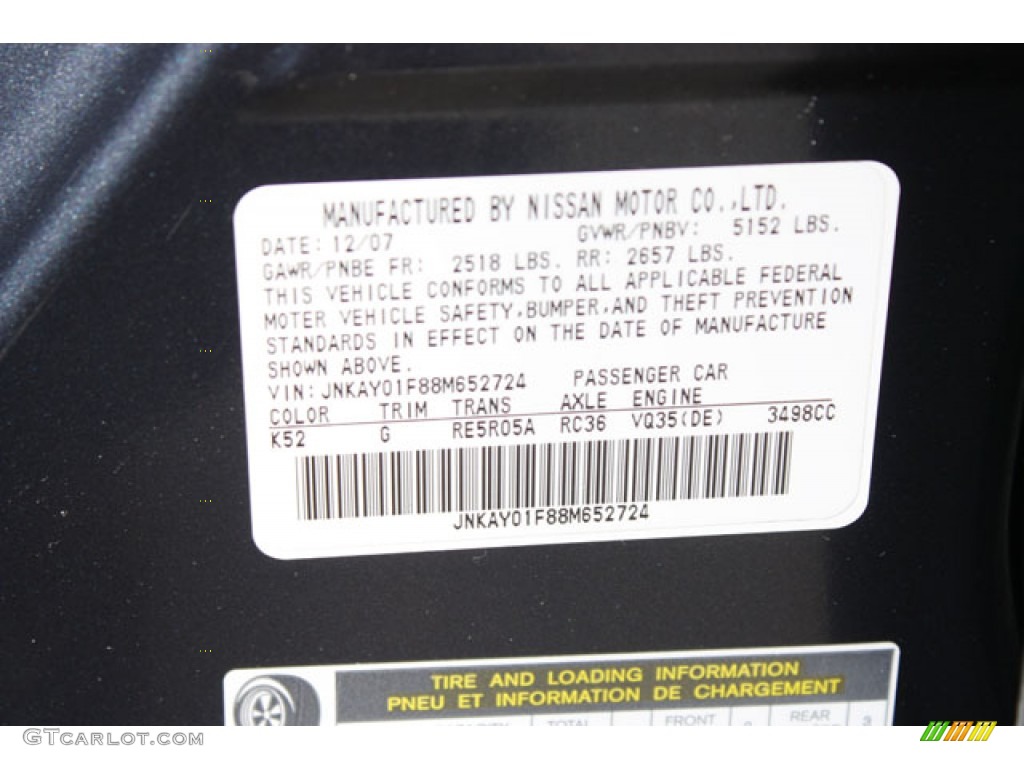 MANUFACTURED BY NISSAN MOTOR CO.,LTD.
DATE: 12/07 GVWR/PNBV: 5152 LBS.
GAWR/PNBE FR: 2518 LBS. RR: 2657 LBS.
THIS VEHICLE CONFORMS TO ALL APPLICABLE FEDERAL
MOTER VEHICLE SAFETY,BUMPER,AND THEFT PREVENTION
STANDARDS IN EFFECT ON THE DATE OF MANUFACTURE
SHOWN ABOVE.
VIN:JNKAY01F88M652724 PASSENGER CAR
COLOR TRIM TRANS AXLE ENGINE
K52 G RE5R05A RC36 VQ35(DE) 3498CC
JNKAY01F88M652724
TIRE AND LOADING INFORMATION
PNEU ET INFORMATION DE CHARGEMENT
TOTAL FRONT REAR
GTcarlot.com